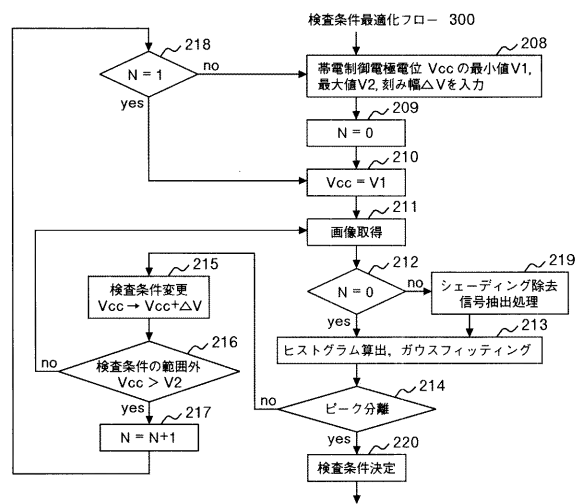 検査条件最適化フロー 300
208
帯電制御電極電位 Vccの最小値V1,
最大値V2, 刻み幅△Vを入力
218
N = 1
no
yes
209
N = 0
210
Vcc = V1
211
画像取得
212
N = 0
no
yes
219
シェーディング除去
信号抽出処理
213
ヒストグラム算出, ガウスフィッティング
214
ピーク分離
no
yes
215
検査条件変更
Vcc → Vcc+△V
216
検査条件の範囲外
Vcc > V2
no
yes
217
N = N+1
220
検査条件決定